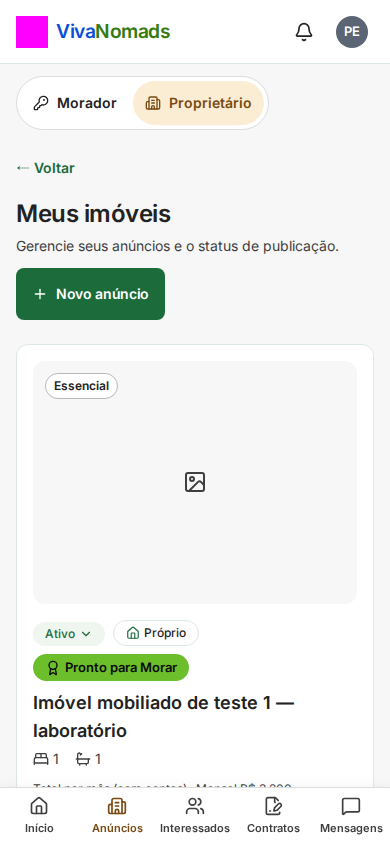 VivaNomads
PE
Morador
Proprietário
← Voltar
Meus imóveis
Gerencie seus anúncios e o status de publicação.
+ Novo anúncio
Essencial
Ativo
Próprio
Pronto para Morar
Imóvel mobiliado de teste 1 —
laboratório
1
1
Início
Anúncios
Interessados
Contratos
Mensagens